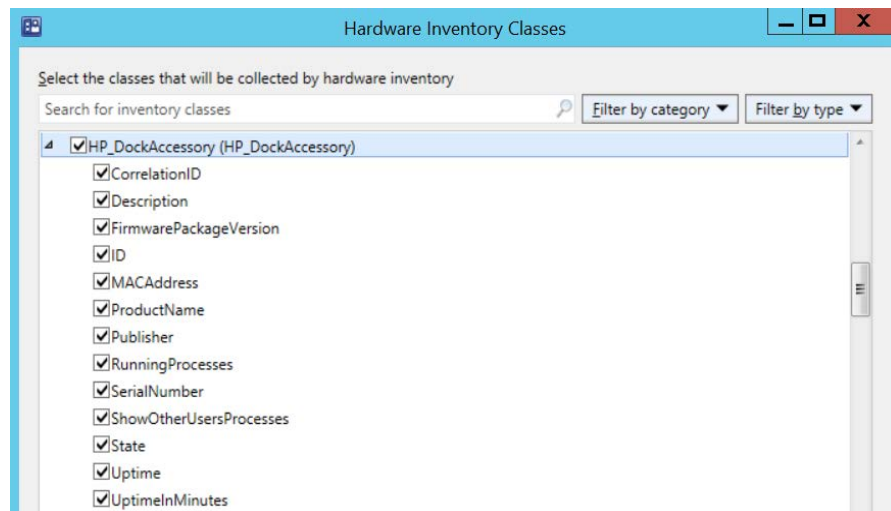 Hardware Inventory Classes
Select the classes that will be collected by hardware inventory
Search for inventory classes Filter by category Filter by type
HP_DockAccessory (HP_DockAccessory)
CorrelationID
Description
FirmwarePackageVersion
ID
MACAddress
ProductName
Publisher
RunningProcesses
SerialNumber
ShowOtherUsersProcesses
State
Uptime
UptimeInMinutes